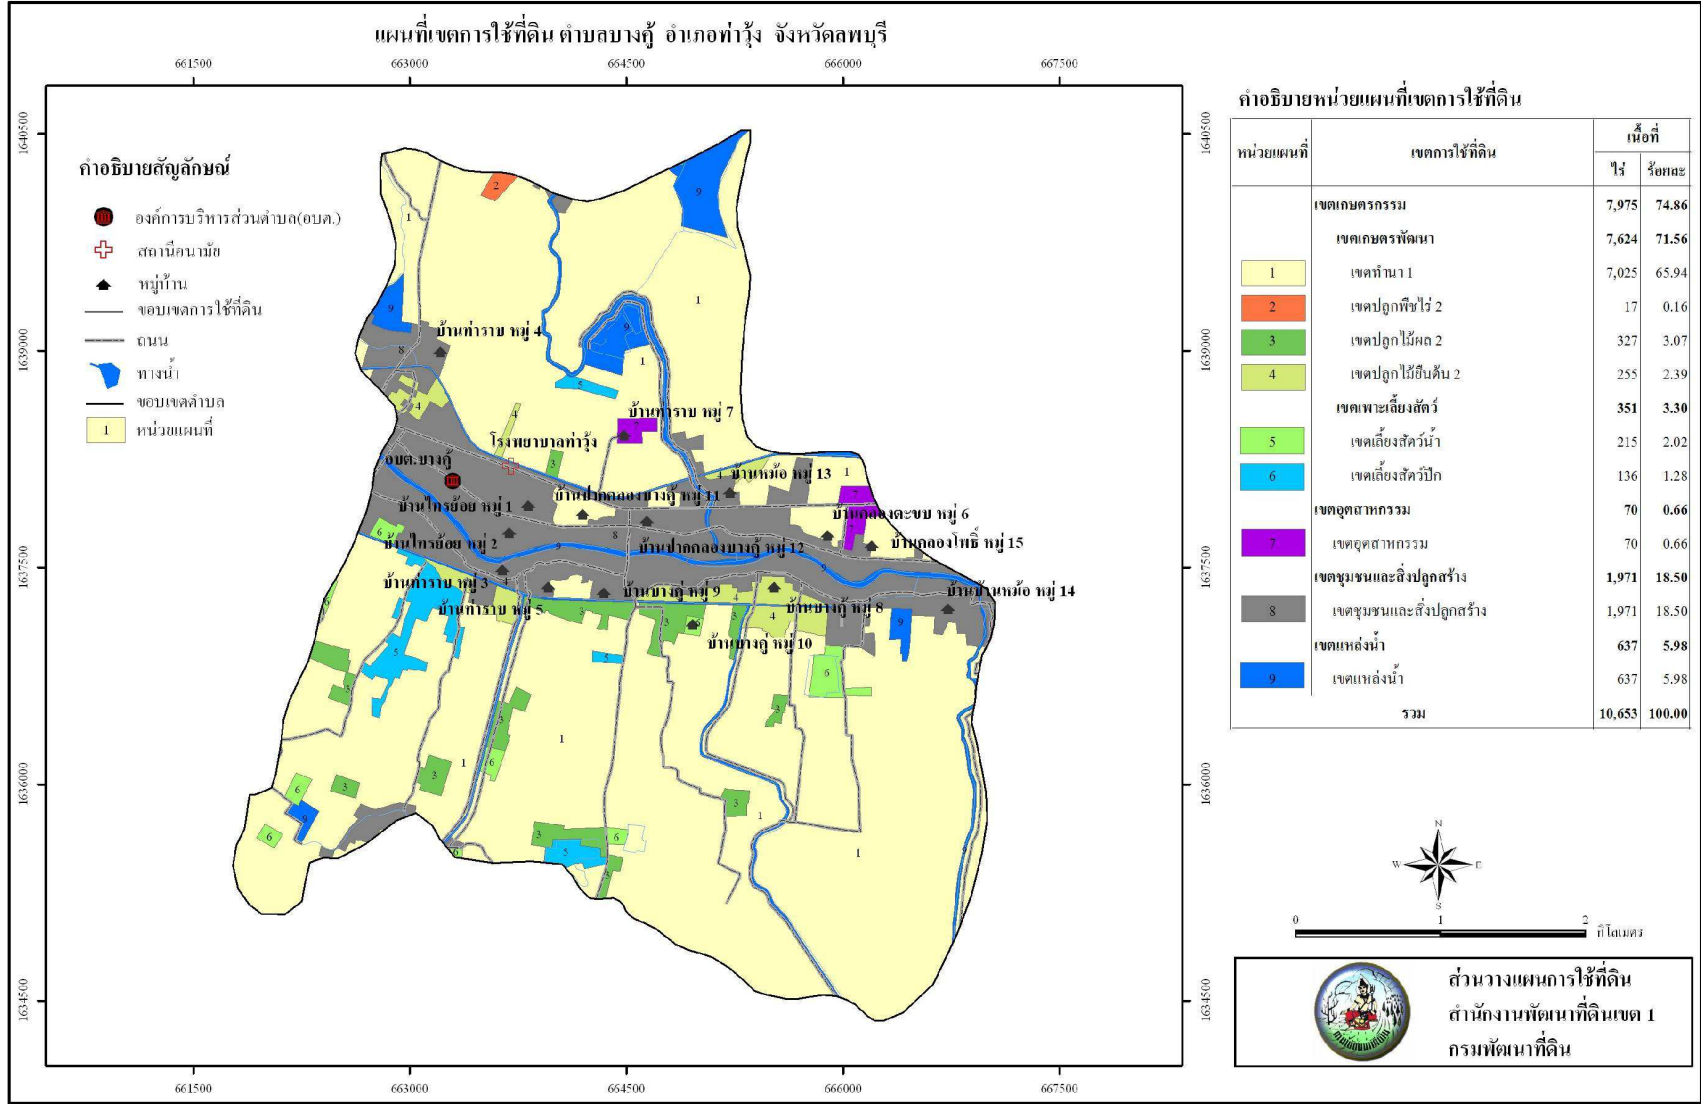 แผนที่เขตการใช้ที่ดิน ตำบลบางคู้ อำเภอท่าวุ้ง จังหวัดลพบุรี
661500 663000 664500 666000 667500
1640500 1640500
1639000 1639000
1637500 1637500
1636000 1636000
1634500 1634500
คำอธิบายสัญลักษณ์
องค์การบริหารส่วนตำบล(อบต.)
สถานีอนามัย
หมู่บ้าน
ขอบเขตการใช้ที่ดิน
ถนน
ทางน้ำ
ขอบเขตตำบล
1 หน่วยแผนที่
บ้านท่าราบ หมู่ 4
บ้านท่าราบ หมู่ 7
โรงพยาบาลท่าวุ้ง
อบต.บางคู้
บ้านหม้อ หมู่ 13
บ้านปากคลองบางคู้ หมู่ 11
บ้านไทรย้อย หมู่ 1
บ้านคลองตะขบ หมู่ 6
บ้านไทรย้อย หมู่ 2
บ้านปากคลองบางคู้ หมู่ 12
บ้านคลองโพธิ์ หมู่ 15
บ้านท่าราบ หมู่ 3
บ้านบางคู่ หมู่ 9
บ้านบ้านหม้อ หมู่ 14
บ้านท่าราบ หมู่ 5
บ้านบางคู้ หมู่ 8
บ้านบางคู่ หมู่ 10
661500 663000 664500 666000 667500
คำอธิบายหน่วยแผนที่เขตการใช้ที่ดิน
หน่วยแผนที่ เขตการใช้ที่ดิน เนื้อที่
ไร่ ร้อยละ
เขตเกษตรกรรม 7,975 74.86
เขตเกษตรพัฒนา 7,624 71.56
1 เขตทำนา 1 7,025 65.94
2 เขตปลูกพืชไร่ 2 17 0.16
3 เขตปลูกไม้ผล 2 327 3.07
4 เขตปลูกไม้ยืนต้น 2 255 2.39
เขตเพาะเลี้ยงสัตว์ 351 3.30
5 เขตเลี้ยงสัตว์น้ำ 215 2.02
6 เขตเลี้ยงสัตว์ปีก 136 1.28
เขตอุตสาหกรรม 70 0.66
7 เขตอุตสาหกรรม 70 0.66
เขตชุมชนและสิ่งปลูกสร้าง 1,971 18.50
8 เขตชุมชนและสิ่งปลูกสร้าง 1,971 18.50
เขตแหล่งน้ำ 637 5.98
9 เขตแหล่งน้ำ 637 5.98
รวม 10,653 100.00
N
W E
S
0 1 2 กิโลเมตร
ส่วนวางแผนการใช้ที่ดิน
สำนักงานพัฒนาที่ดินเขต 1
กรมพัฒนาที่ดิน